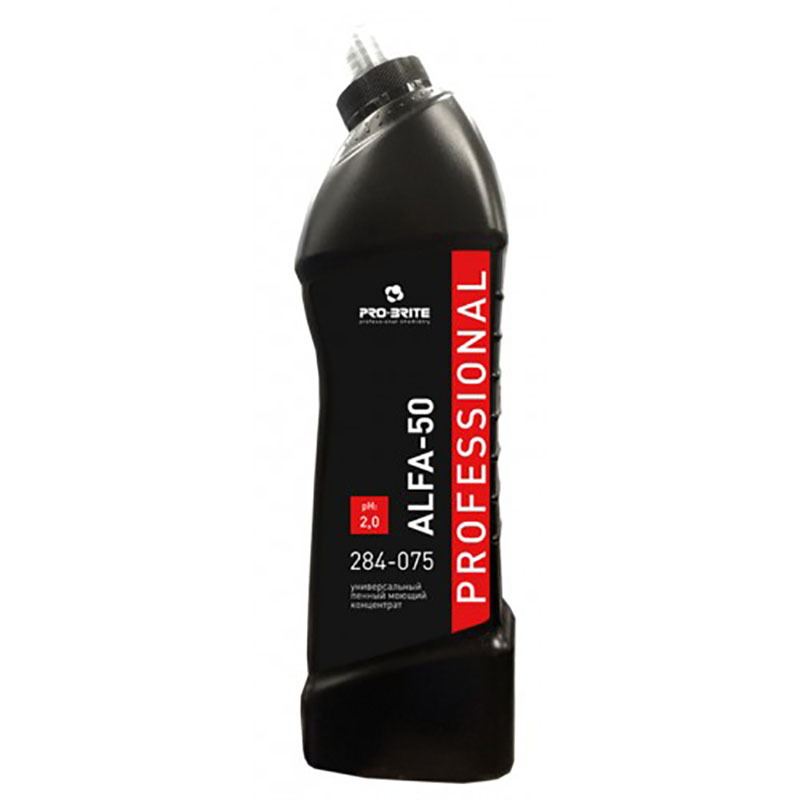 PRO-BRITE
professional chemistry
PROFESSIONAL
ALFA-50
pH:
2,0
284-075
универсальный
пенный моющий
концентрат